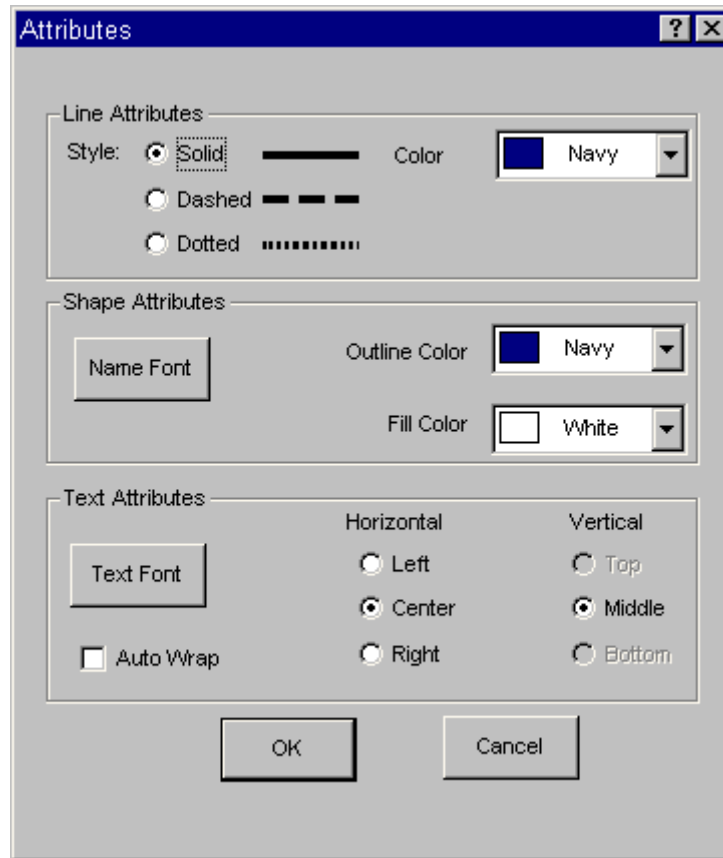 Attributes
Line Attributes
Style: Solid Color Navy
Dashed
Dotted
Shape Attributes
Name Font Outline Color Navy
Fill Color White
Text Attributes
Horizontal Vertical
Text Font Left Top
Center Middle
Auto Wrap Right Bottom
OK Cancel